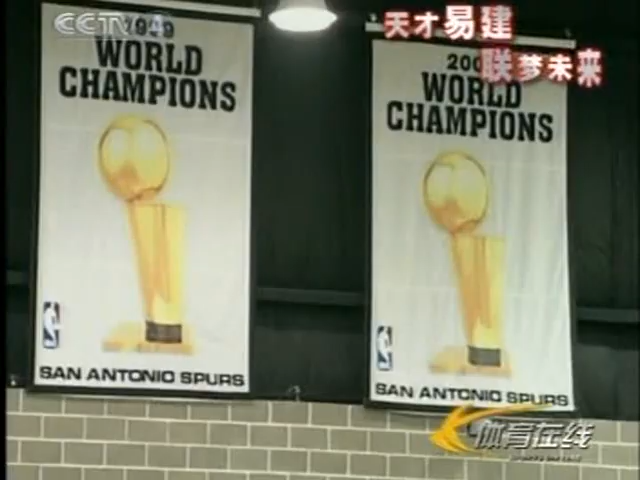 CCTV
1999
WORLD
CHAMPIONS
SAN ANTONIO SPURS
天才易建
联梦未来
WORLD
CHAMPIONS
SAN ANTONIO SPURS
体育在线